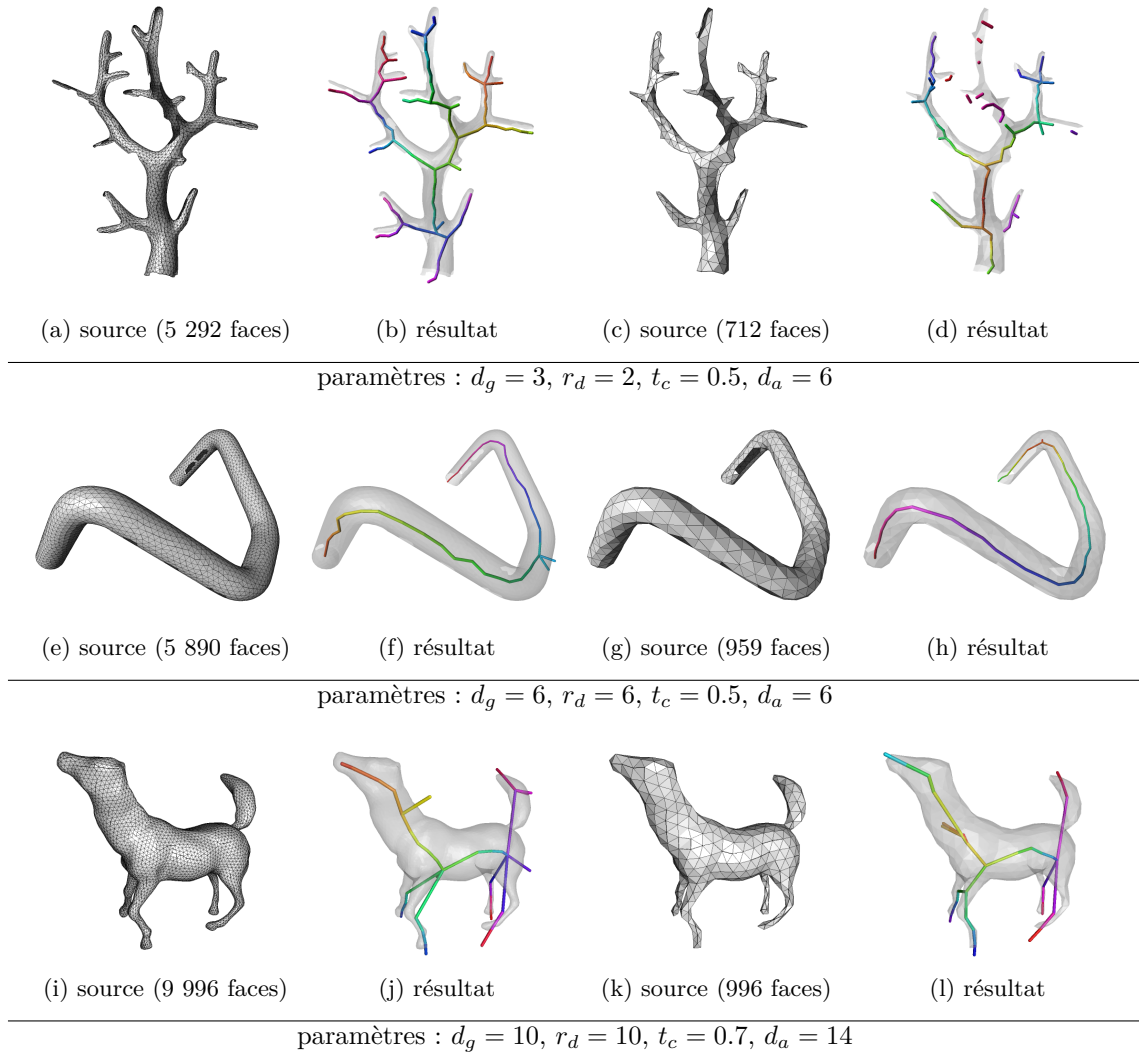 (a) source (5 292 faces) (b) résultat (c) source (712 faces) (d) résultat
paramètres : d_g = 3, r_d = 2, t_c = 0.5, d_a = 6
(e) source (5 890 faces) (f) résultat (g) source (959 faces) (h) résultat
paramètres : d_g = 6, r_d = 6, t_c = 0.5, d_a = 6
(i) source (9 996 faces) (j) résultat (k) source (996 faces) (l) résultat
paramètres : d_g = 10, r_d = 10, t_c = 0.7, d_a = 14